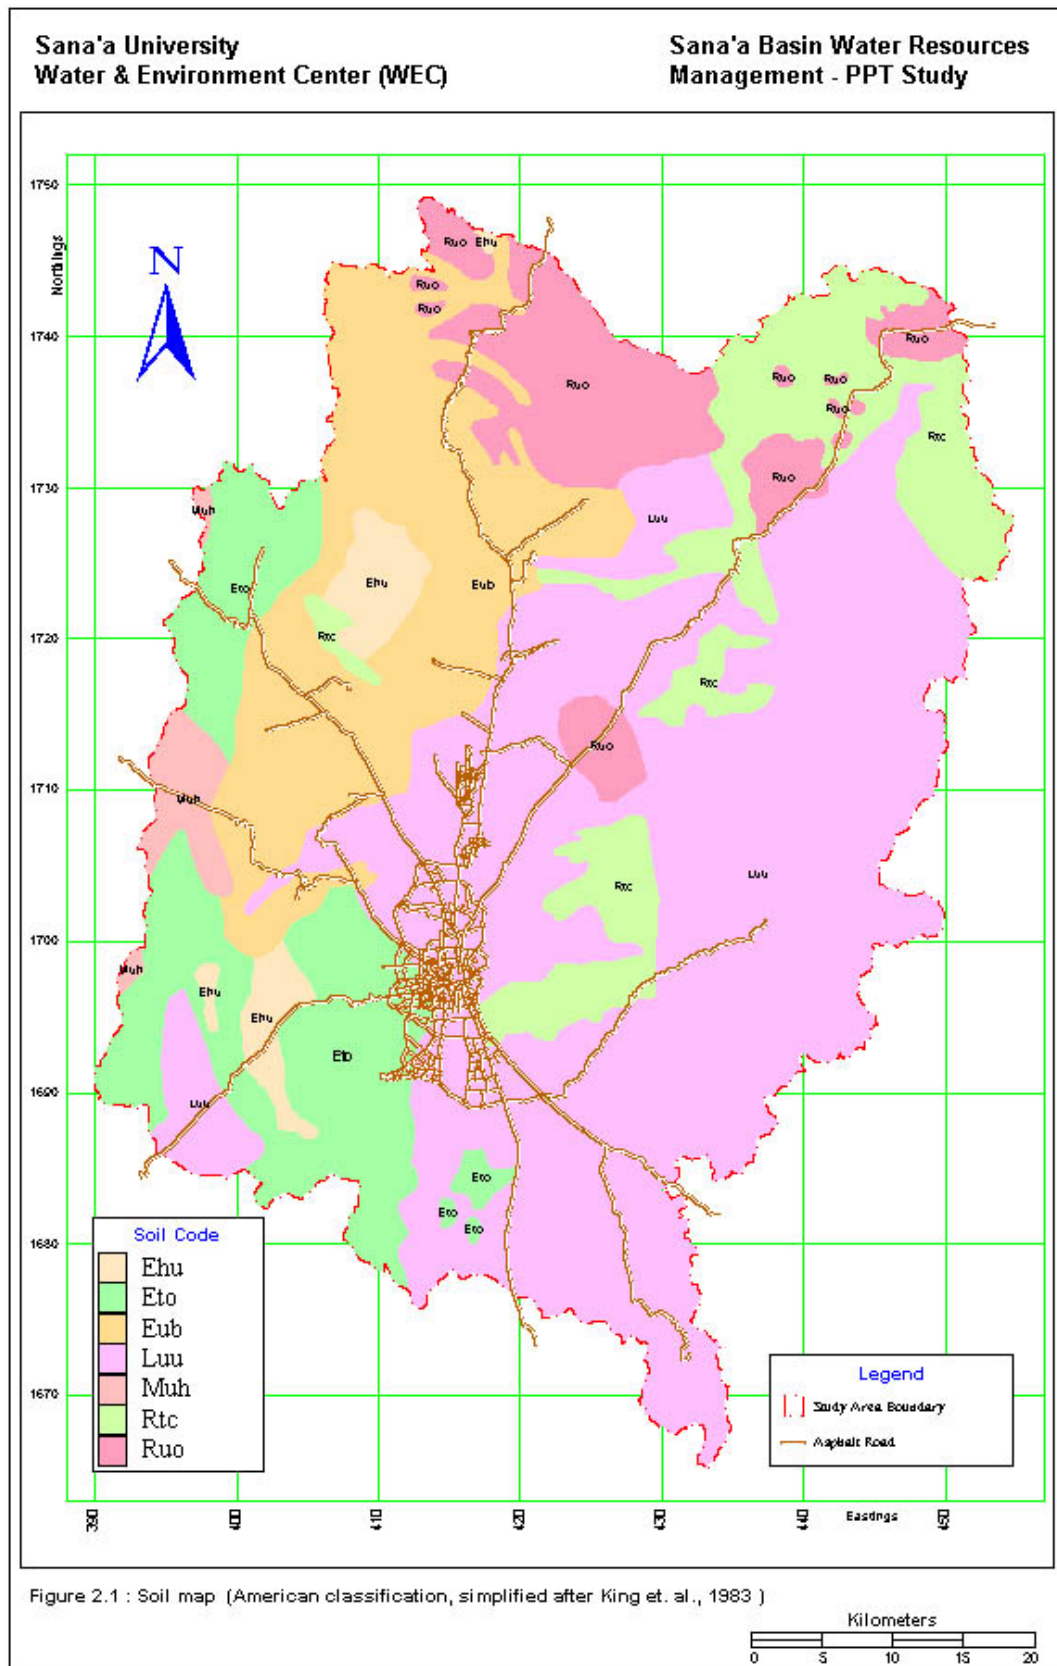 Sana'a University
Water & Environment Center (WEC)
Sana'a Basin Water Resources
Management - PPT Study
Northings
1750
1740
1730
1720
1710
1700
1690
1680
1670
N
Ruo Ehu
Ruo
Ruo
Ruo
Ruo
Ruo
Ruo
Ruo
Rtc
Ruo
Muh
Luu
Eto
Ehu
Eub
Rtc
Rtc
Ruo
Muh
Rtc
Luu
Muh
Ehu
Ehu
Eto
Luu
Eto
Eto
Eto
Soil Code
Ehu
Eto
Eub
Luu
Muh
Rtc
Ruo
Legend
Study Area Boundary
Asphalt Road
390
400
410
420
430
440
450
Eastings
Figure 2.1 : Soil map (American classification, simplified after King et. al., 1983 )
Kilometers
0 5 10 15 20